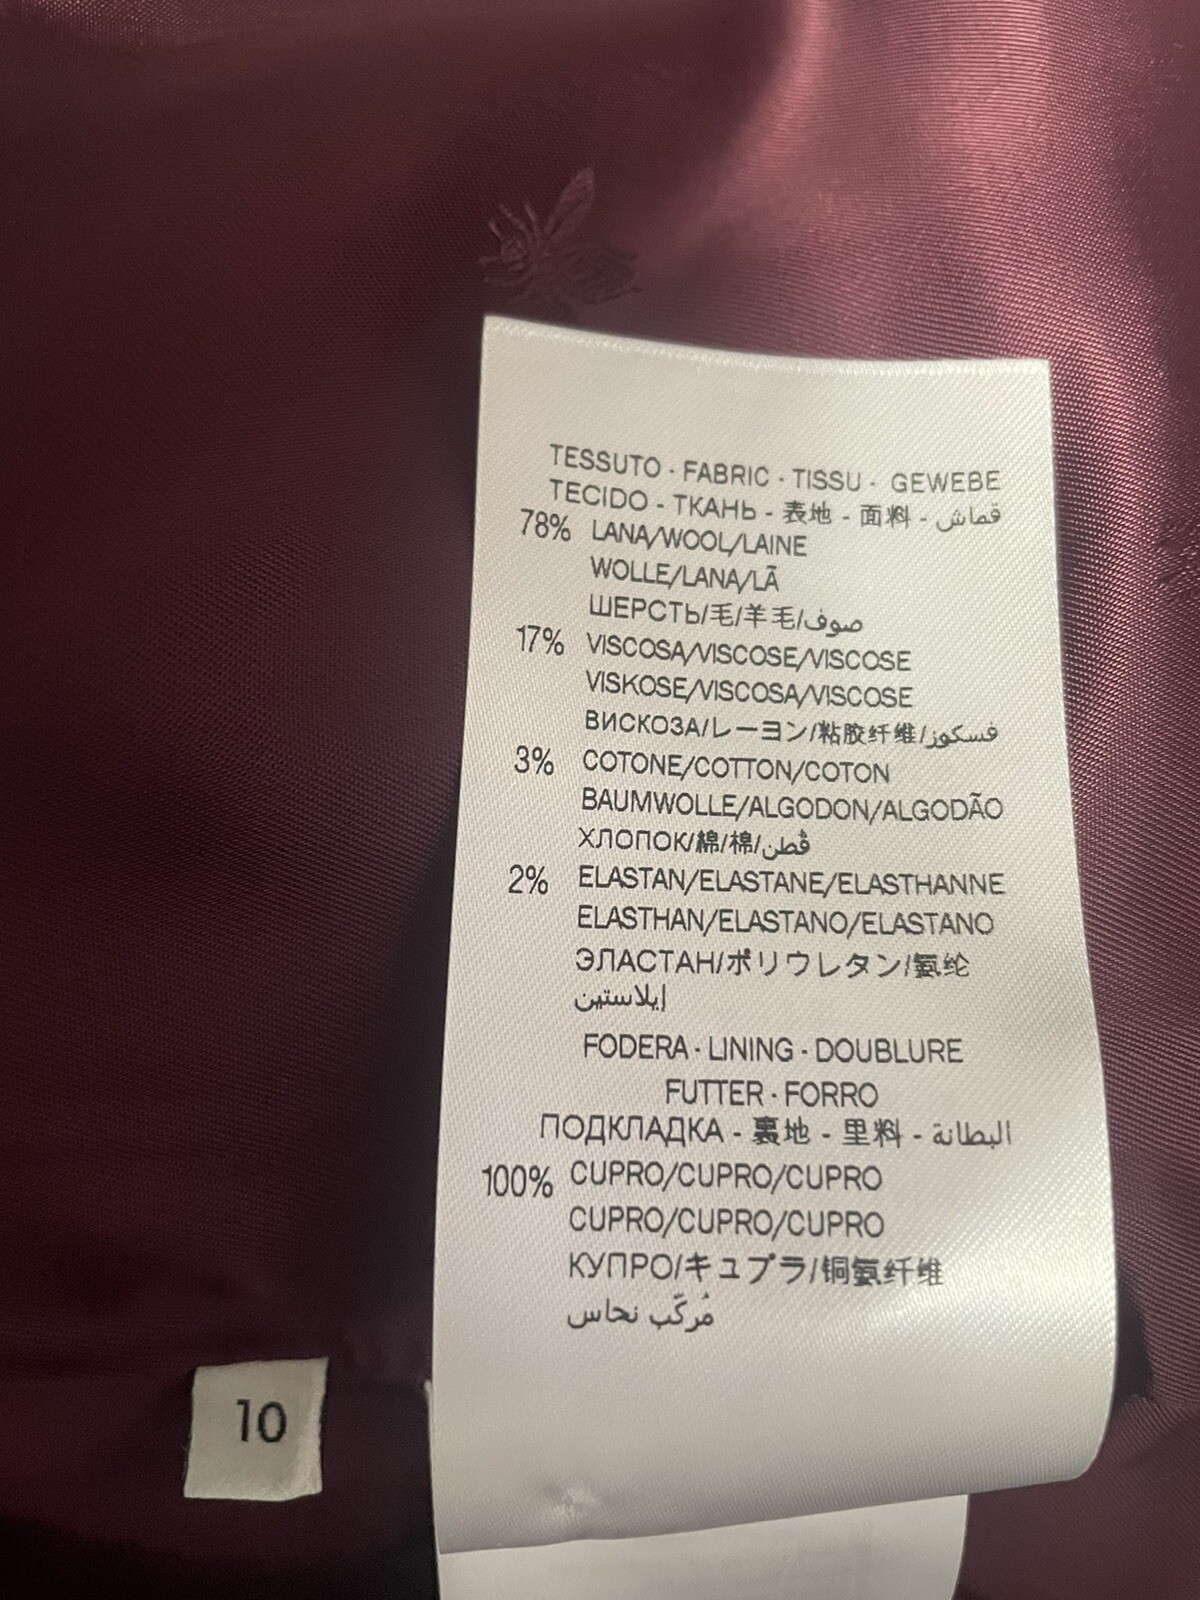 TESSUTO - FABRIC - TISSU - GEWEBE
TECIDO - ТКАНЬ - 表地 - 面料 - قماش
78% LANA/WOOL/LAINE
WOLLE/LANA/LÃ
ШЕРСТЬ/毛/羊毛/صوف
17% VISCOSA/VISCOSE/VISCOSE
VISKOSE/VISCOSA/VISCOSE
ВИСКОЗА/レーヨン/粘胶纤维/فسكوز
3% COTONE/COTTON/COTON
BAUMWOLLE/ALGODON/ALGODÃO
ХЛОПОК/綿/棉/قطن
2% ELASTAN/ELASTANE/ELASTHANNE
ELASTHAN/ELASTANO/ELASTANO
ЭЛАСТАН/ポリウレタン/氨纶
إيلاستين
FODERA - LINING - DOUBLURE
FUTTER - FORRO
ПОДКЛАДКА - 裏地 - 里料 - البطانة
100% CUPRO/CUPRO/CUPRO
CUPRO/CUPRO/CUPRO
КУПРО/キュプラ/铜氨纤维
مُركّب نحاس
10